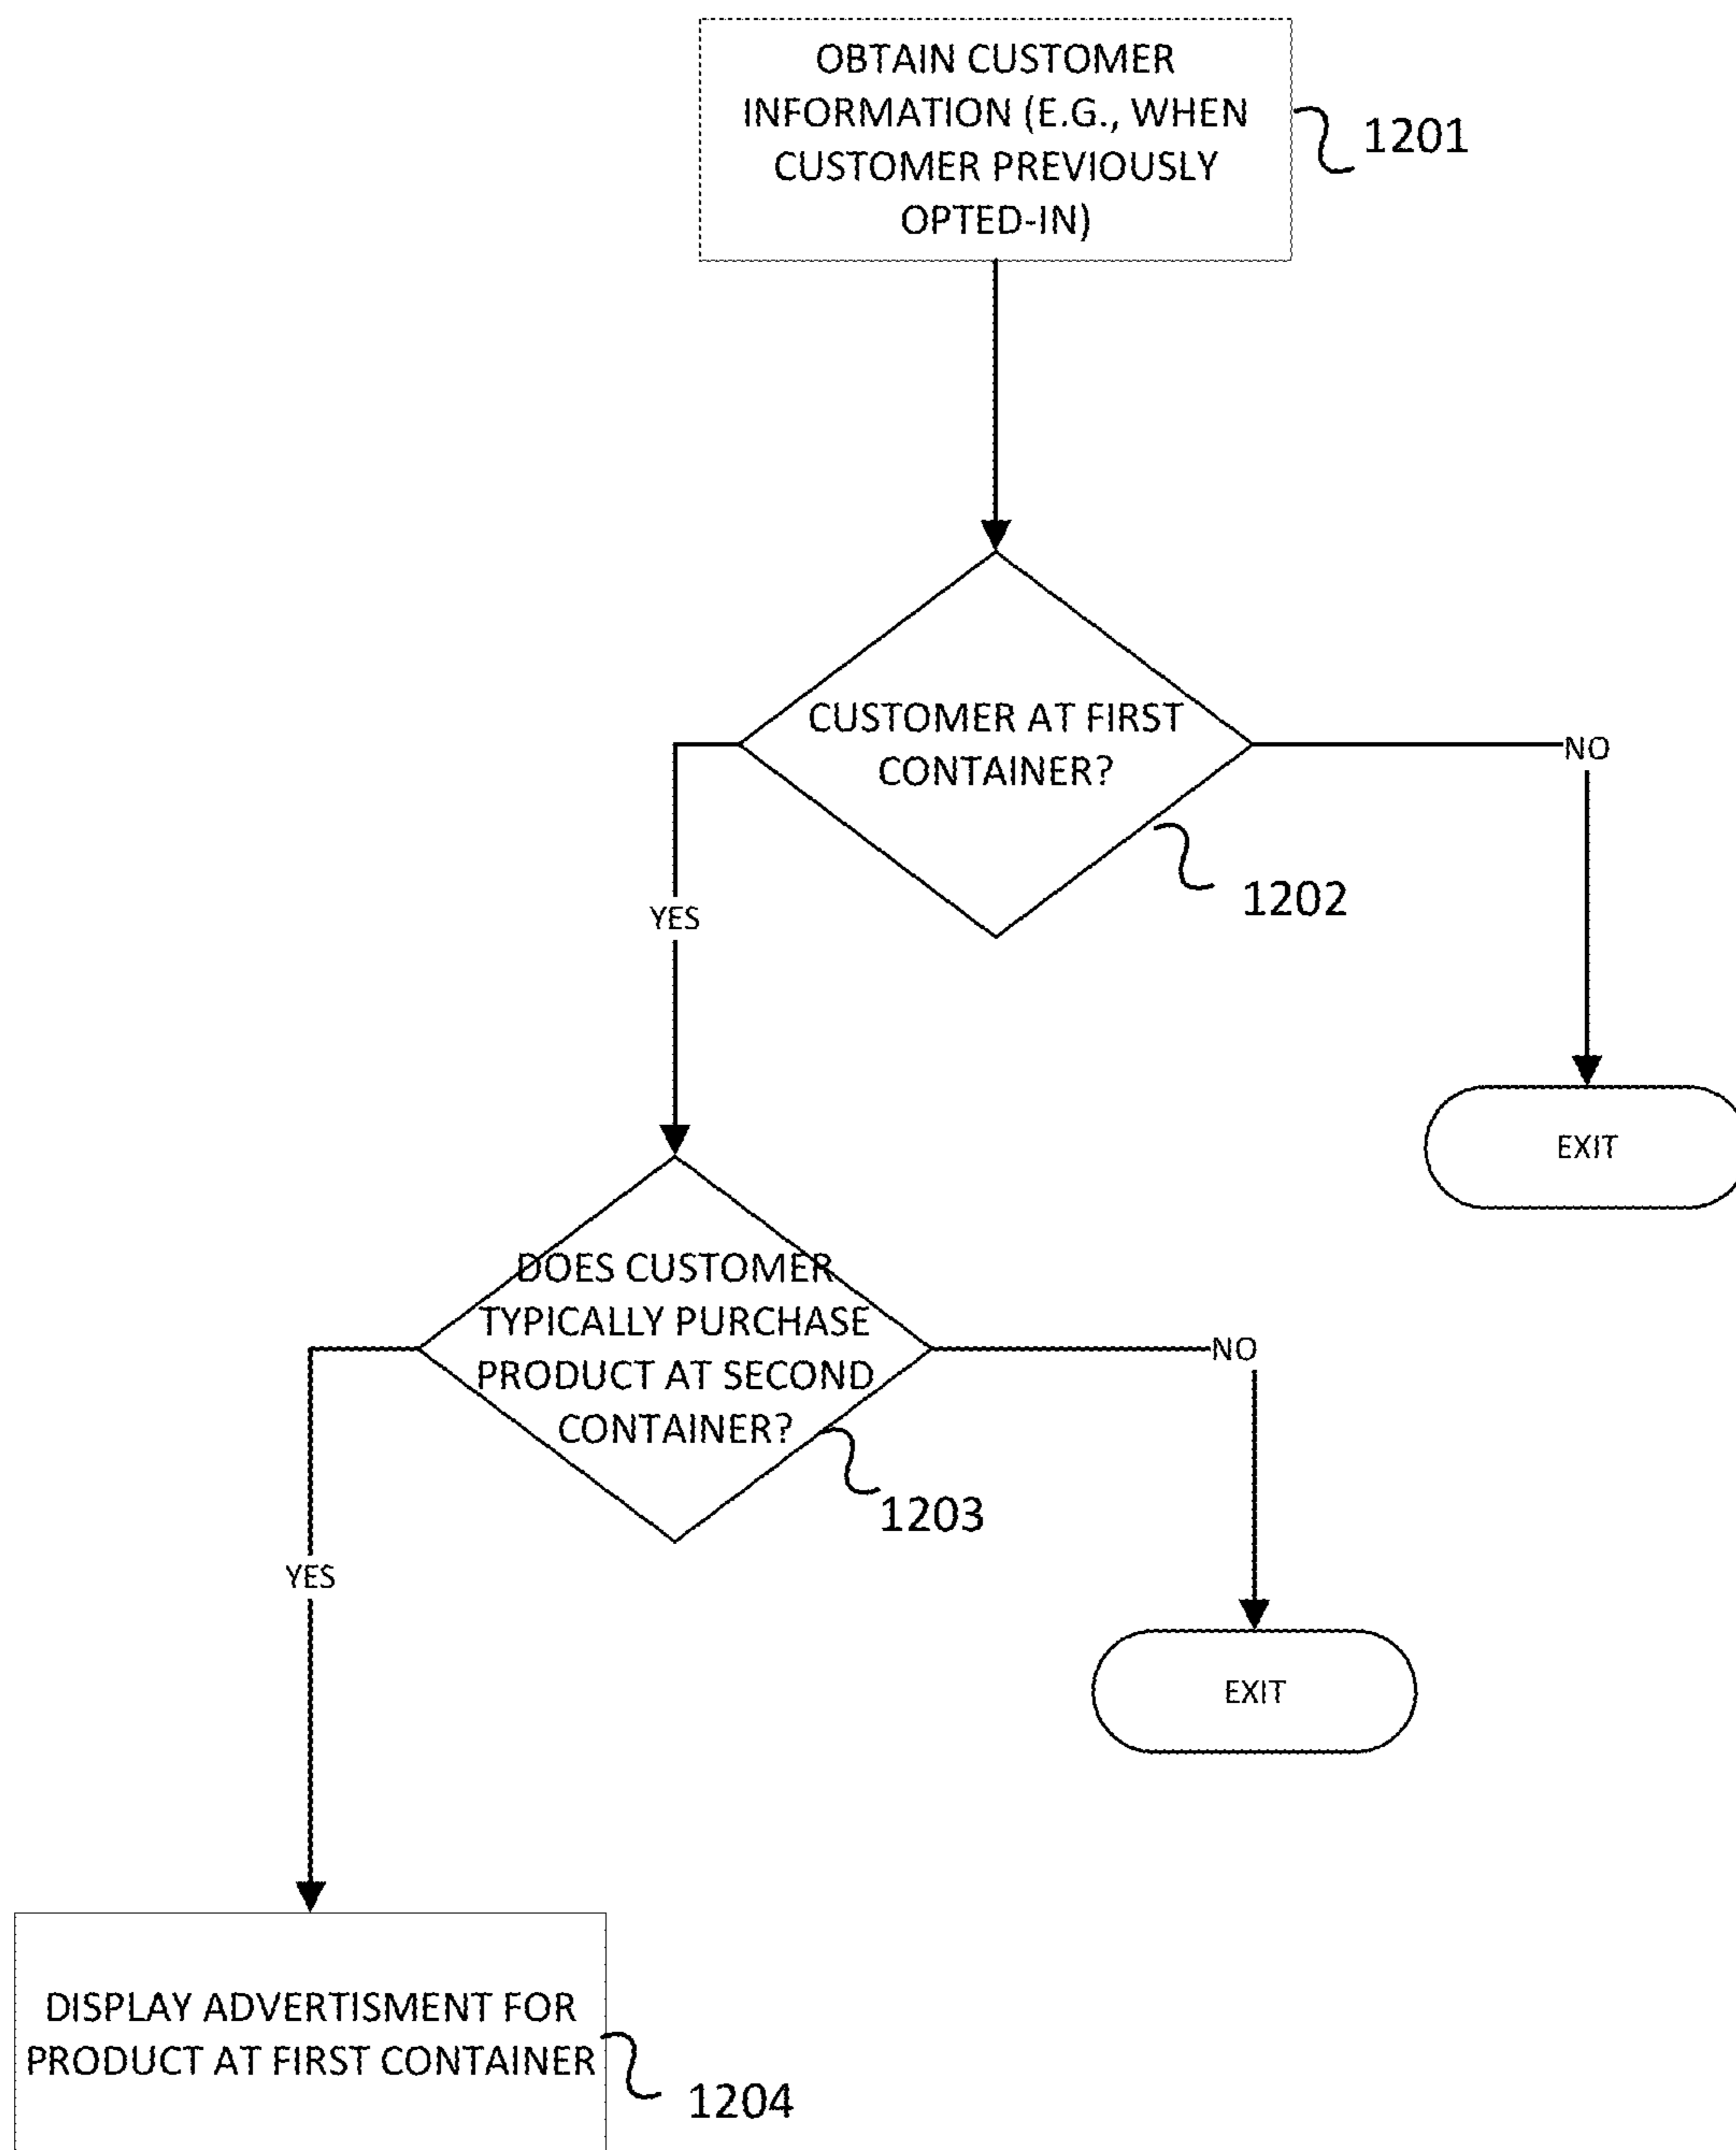 OBTAIN CUSTOMER
INFORMATION (E.G., WHEN
CUSTOMER PREVIOUSLY
OPTED-IN)
1201
CUSTOMER AT FIRST
CONTAINER?
NO
1202
YES
EXIT
DOES CUSTOMER
TYPICALLY PURCHASE
PRODUCT AT SECOND
CONTAINER?
NO
1203
YES
EXIT
DISPLAY ADVERTISMENT FOR
PRODUCT AT FIRST CONTAINER
1204